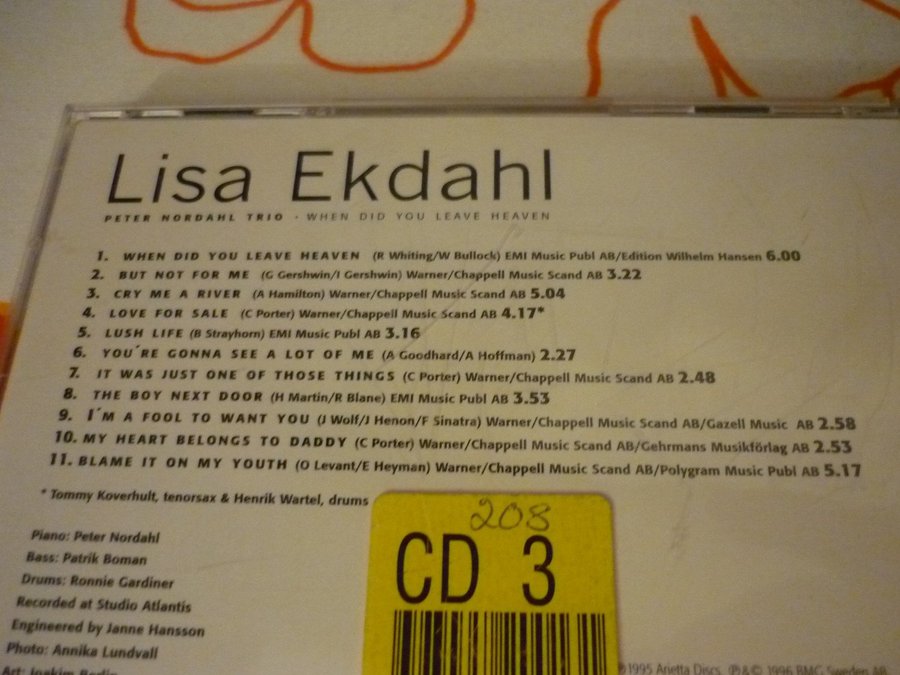 Lisa Ekdahl
PETER NORDAHL TRIO · WHEN DID YOU LEAVE HEAVEN
1. WHEN DID YOU LEAVE HEAVEN (R Whiting/W Bullock) EMI Music Publ AB/Edition Wilhelm Hansen 6.00
2. BUT NOT FOR ME (G Gershwin/I Gershwin) Warner/Chappell Music Scand AB 3.22
3. CRY ME A RIVER (A Hamilton) Warner/Chappell Music Scand AB 5.04
4. LOVE FOR SALE (C Porter) Warner/Chappell Music Scand AB 4.17*
5. LUSH LIFE (B Strayhorn) EMI Music Publ AB 3.16
6. YOU´RE GONNA SEE A LOT OF ME (A Goodhard/A Hoffman) 2.27
7. IT WAS JUST ONE OF THOSE THINGS (C Porter) Warner/Chappell Music Scand AB 2.48
8. THE BOY NEXT DOOR (H Martin/R Blane) EMI Music Publ AB 3.53
9. I´M A FOOL TO WANT YOU (J Wolf/J Henon/F Sinatra) Warner/Chappell Music Scand AB/Gazell Music AB 2.58
10. MY HEART BELONGS TO DADDY (C Porter) Warner/Chappell Music Scand AB/Gehrmans Musikförlag AB 2.53
11. BLAME IT ON MY YOUTH (O Levant/E Heyman) Warner/Chappell Music Scand AB/Polygram Music Publ AB 5.17
* Tommy Koverhult, tenorsax & Henrik Wartel, drums
Piano: Peter Nordahl
Bass: Patrik Boman
Drums: Ronnie Gardiner
Recorded at Studio Atlantis
Engineered by Janne Hansson
Photo: Annika Lundvall
Art: Joakim Berlin
208
CD 3
℗1995 Arietta Discs. ℗&© 1996 BMG Sweden AB